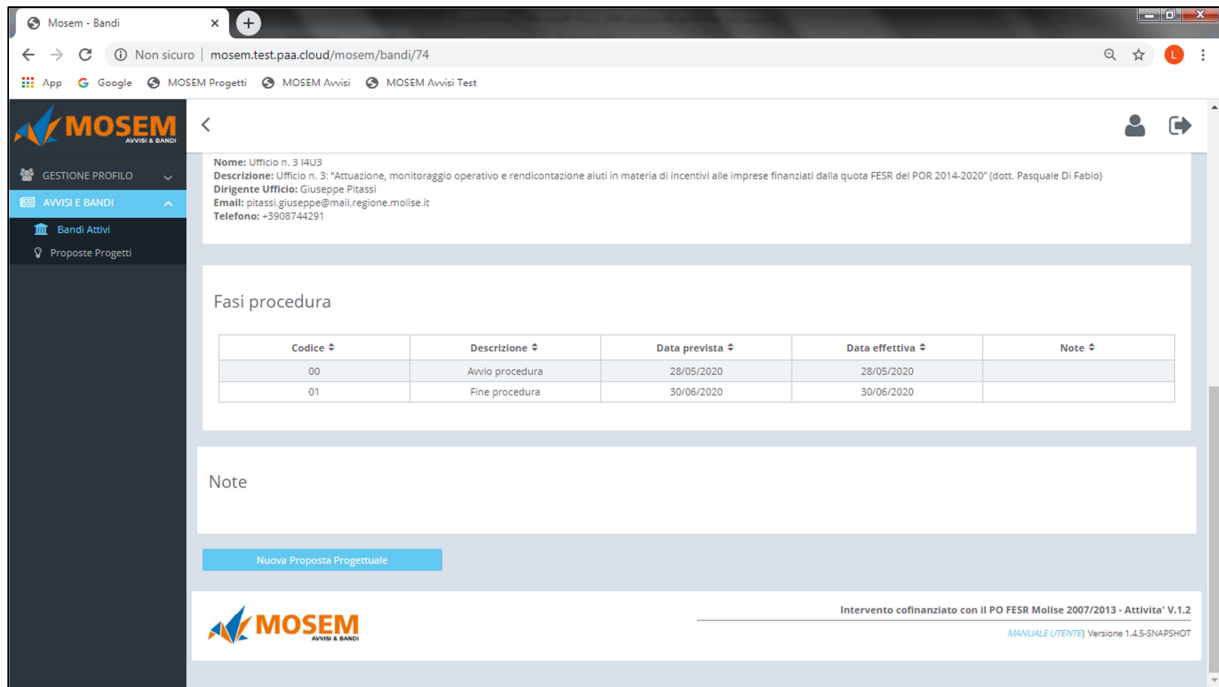 Mosem - Bandi
Non sicuro | mosem.test.paa.cloud/mosem/bandi/74
L
App Google MOSEM Progetti MOSEM Avvisi MOSEM Avvisi Test
MOSEM
AVVISI & BANDI
GESTIONE PROFILO
AVVISI E BANDI
Bandi Attivi
Proposte Progetti
Nome: Ufficio n. 3 I4U3
Descrizione: Ufficio n. 3: "Attuazione, monitoraggio operativo e rendicontazione aiuti in materia di incentivi alle imprese finanziati dalla quota FESR del POR 2014-2020" (dott. Pasquale Di Fabio)
Dirigente Ufficio: Giuseppe Pitassi
Email: pitassi.giuseppe@mail.regione.molise.it
Telefono: +3908744291
Fasi procedura
Codice Descrizione Data prevista Data effettiva Note
00 Avvio procedura 28/05/2020 28/05/2020
01 Fine procedura 30/06/2020 30/06/2020
Note
Nuova Proposta Progettuale
MOSEM
AVVISI & BANDI
Intervento cofinanziato con il PO FESR Molise 2007/2013 - Attivita' V.1.2
MANUALE UTENTE| Versione 1.4.5-SNAPSHOT